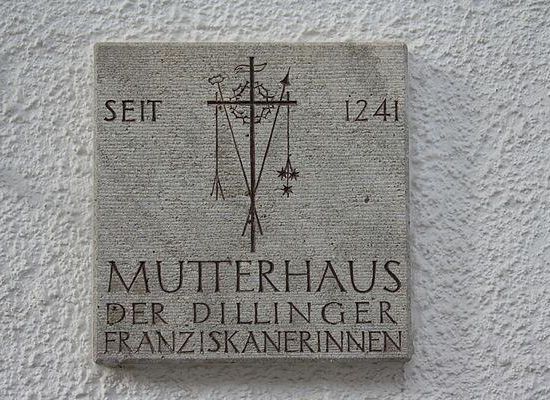 SEIT 1241
MUTTERHAUS
DER DILLINGER
FRANZISKANERINNEN